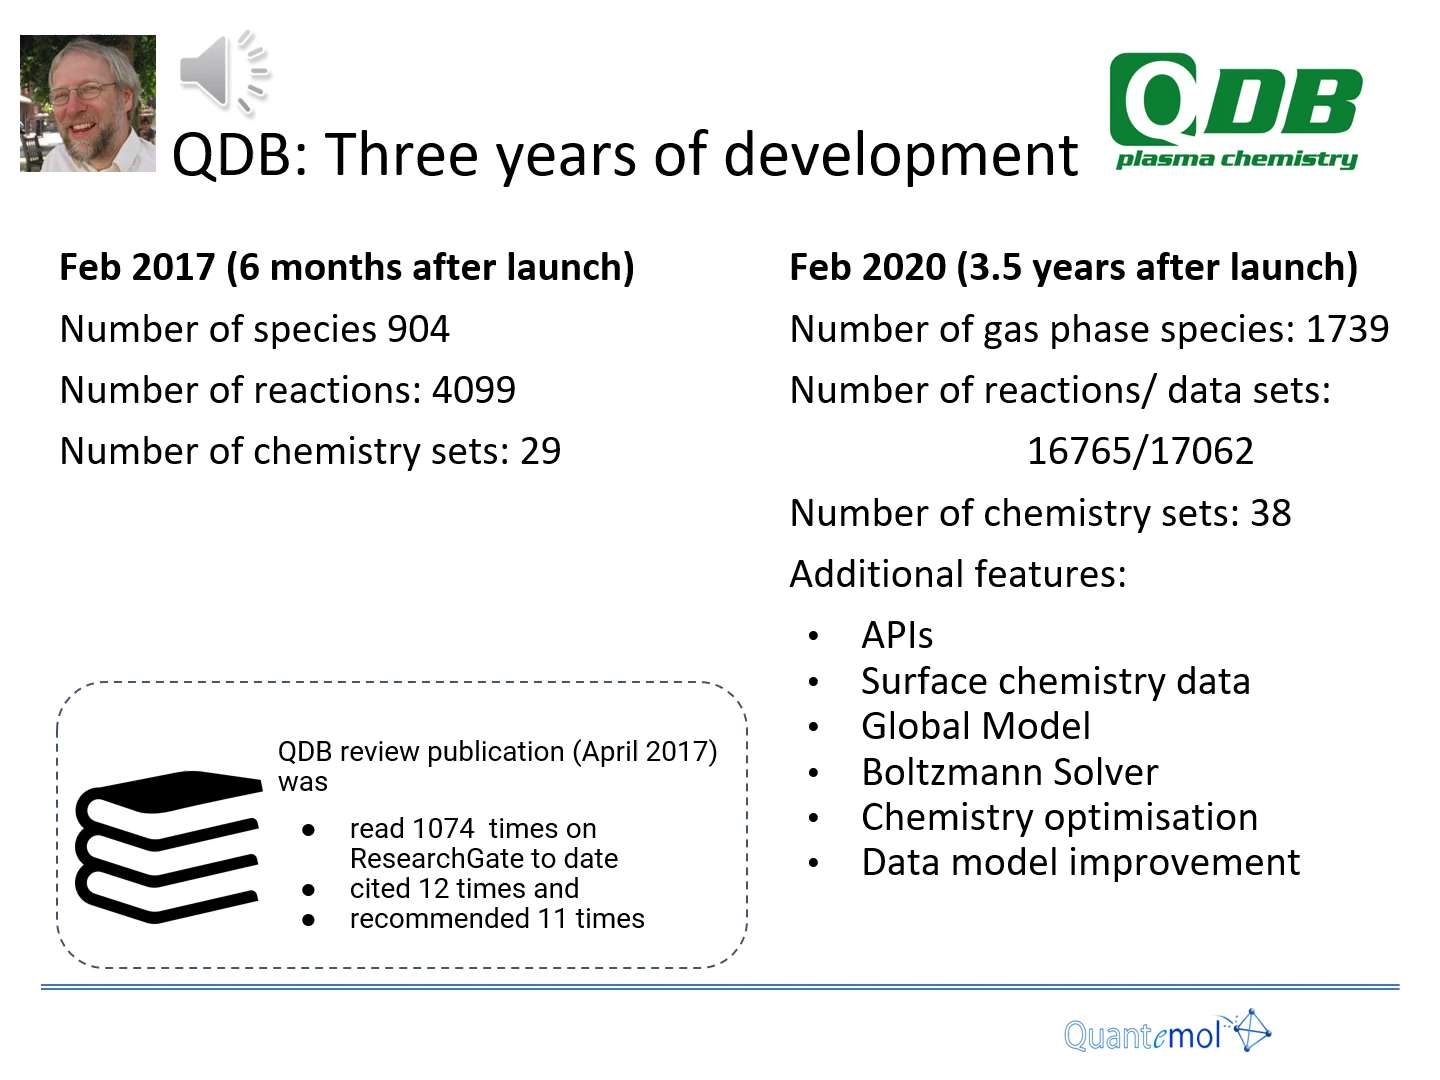 QDB: Three years of development
QDB
plasma chemistry
Feb 2017 (6 months after launch)
Number of species 904
Number of reactions: 4099
Number of chemistry sets: 29
QDB review publication (April 2017)
was
● read 1074 times on
ResearchGate to date
● cited 12 times and
● recommended 11 times
Feb 2020 (3.5 years after launch)
Number of gas phase species: 1739
Number of reactions/ data sets:
16765/17062
Number of chemistry sets: 38
Additional features:
• APIs
• Surface chemistry data
• Global Model
• Boltzmann Solver
• Chemistry optimisation
• Data model improvement
Quantemol